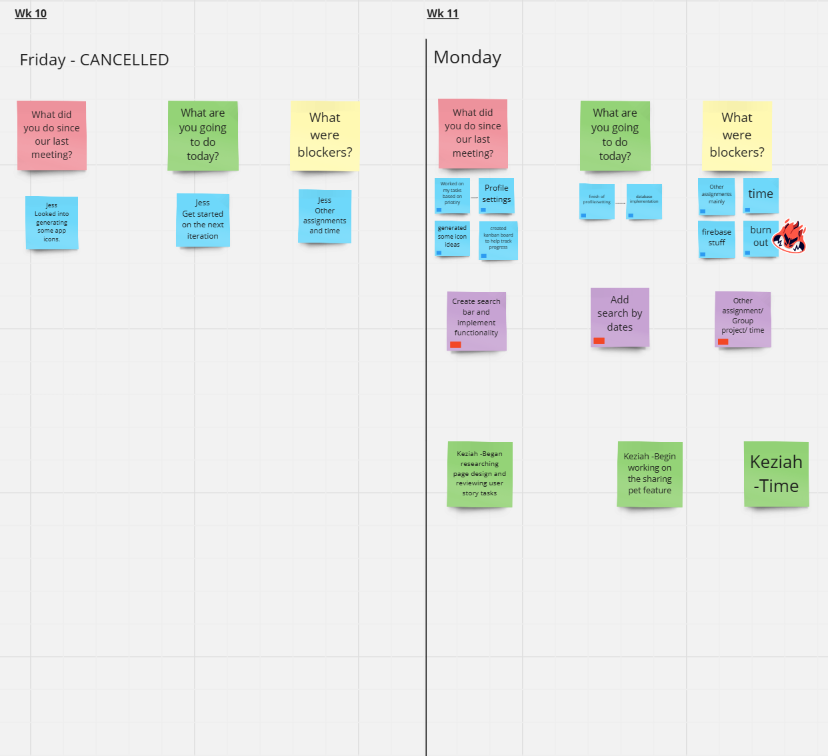 Wk 10
Friday - CANCELLED
What did
you do since
our last
meeting?
What are
you going
to do
today?
What
were
blockers?
Jess
Looked into
generating
some app
icons.
Jess
Get started
on the next
iteration
Jess
Other
assignments
and time
Wk 11
Monday
What did
you do since
our last
meeting?
What are
you going
to do
today?
What
were
blockers?
Worked on
my tasks
based on
priority
Profile
settings
generated
some icon
ideas
created
kanban board
to help track
progress
finish of
database
implementation
Other
assignments
mainly
time
firebase
stuff
burn
out
Create search
bar and
implement
functionality
Add
search by
dates
Other
assignment/
Group
project/ time
Keziah -Began
researching
page design and
reviewing user
story tasks
Keziah -Begin
working on
the sharing
pet feature
Keziah
-Time